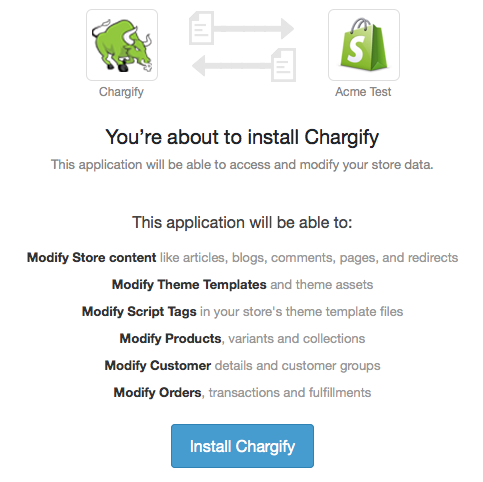 Chargify
Acme Test
You're about to install Chargify
This application will be able to access and modify your store data.
This application will be able to:
Modify Store content like articles, blogs, comments, pages, and redirects
Modify Theme Templates and theme assets
Modify Script Tags in your store's theme template files
Modify Products, variants and collections
Modify Customer details and customer groups
Modify Orders, transactions and fulfillments
Install Chargify